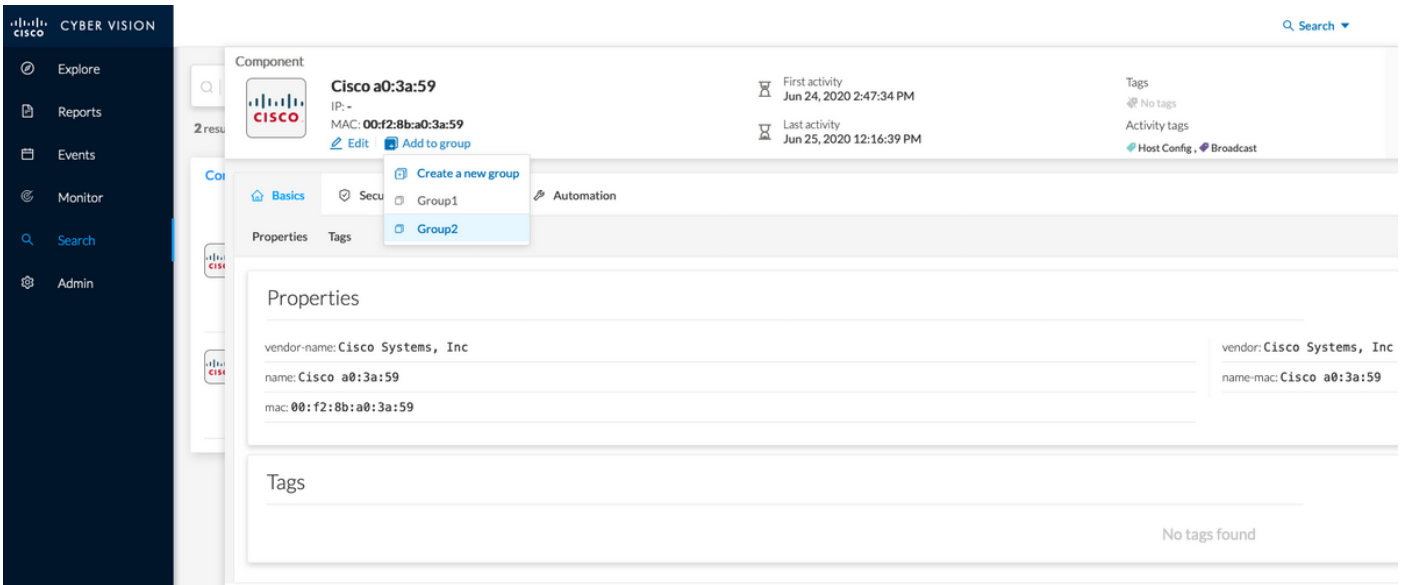 CISCO CYBER VISION
Search
Explore
Reports
Events
Monitor
Search
Admin
2
Component
CISCO
Cisco a0:3a:59
IP: -
MAC: 00:f2:8b:a0:3a:59
Edit Add to group
First activity
Jun 24, 2020 2:47:34 PM
Last activity
Jun 25, 2020 12:16:39 PM
Tags
No tags
Activity tags
Host Config , Broadcast
Create a new group
Group1
Group2
Basics Secu Automation
Properties Tags
Properties
vendor-name: Cisco Systems, Inc vendor: Cisco Systems, Inc
name: Cisco a0:3a:59 name-mac: Cisco a0:3a:59
mac: 00:f2:8b:a0:3a:59
Tags
No tags found